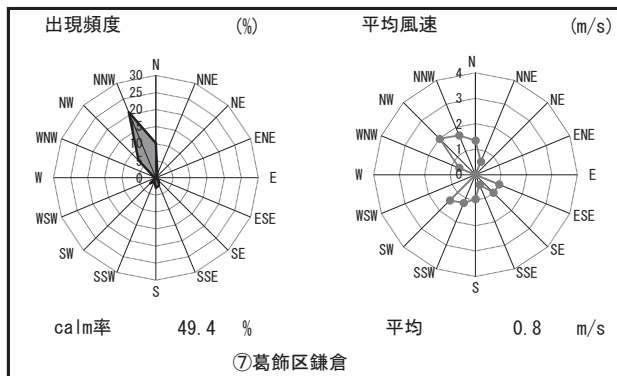 出現頻度 (%)
N
NNE
NE
ENE
E
ESE
SE
SSE
S
SSW
SW
WSW
W
WNW
NW
NNW
30
25
20
15
10
5
0
calm率 49.4 %
平均風速 (m/s)
N
NNE
NE
ENE
E
ESE
SE
SSE
S
SSW
SW
WSW
W
WNW
NW
NNW
4
3
2
1
0
平均 0.8 m/s
⑦葛飾区鎌倉